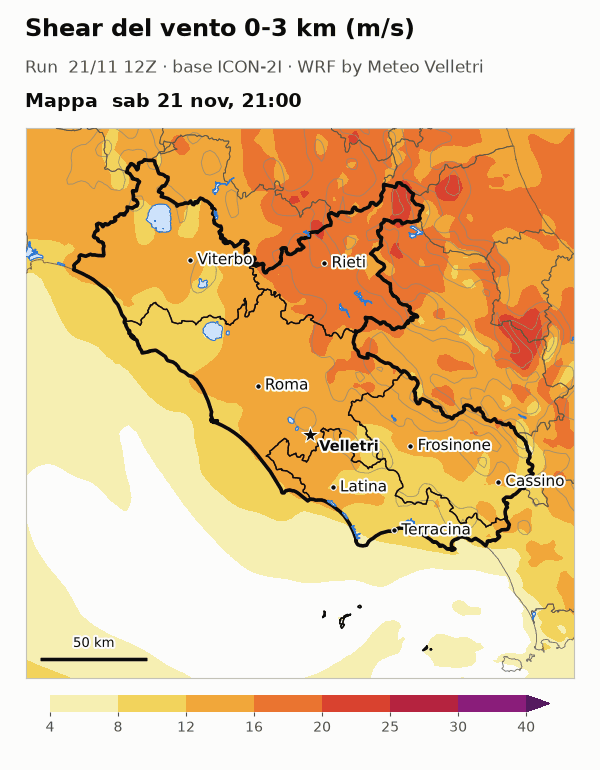 Shear del vento 0-3 km (m/s)
Run  21/11 12Z · base ICON-2I · WRF by Meteo Velletri
Mappa  sab 21 nov, 21:00
Viterbo
Rieti
Roma
Velletri
Frosinone
Latina
Cassino
Terracina
50 km
4 8 12 16 20 25 30 40